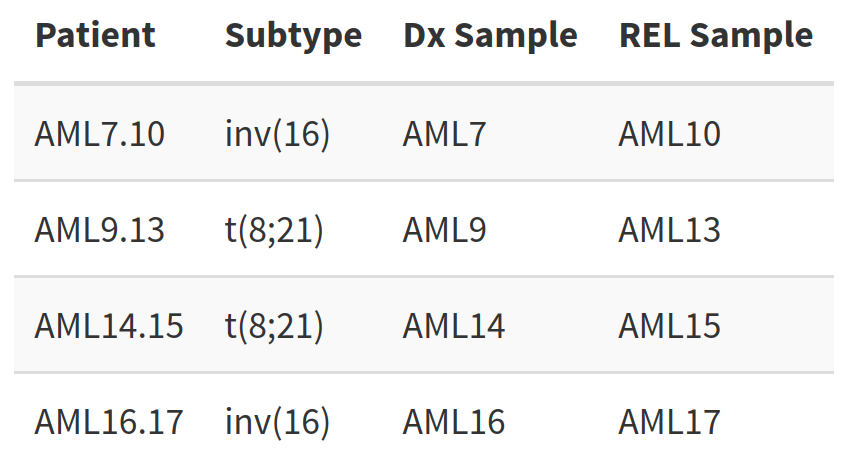 Patient Subtype Dx Sample REL Sample
AML7.10 inv(16) AML7 AML10
AML9.13 t(8;21) AML9 AML13
AML14.15 t(8;21) AML14 AML15
AML16.17 inv(16) AML16 AML17